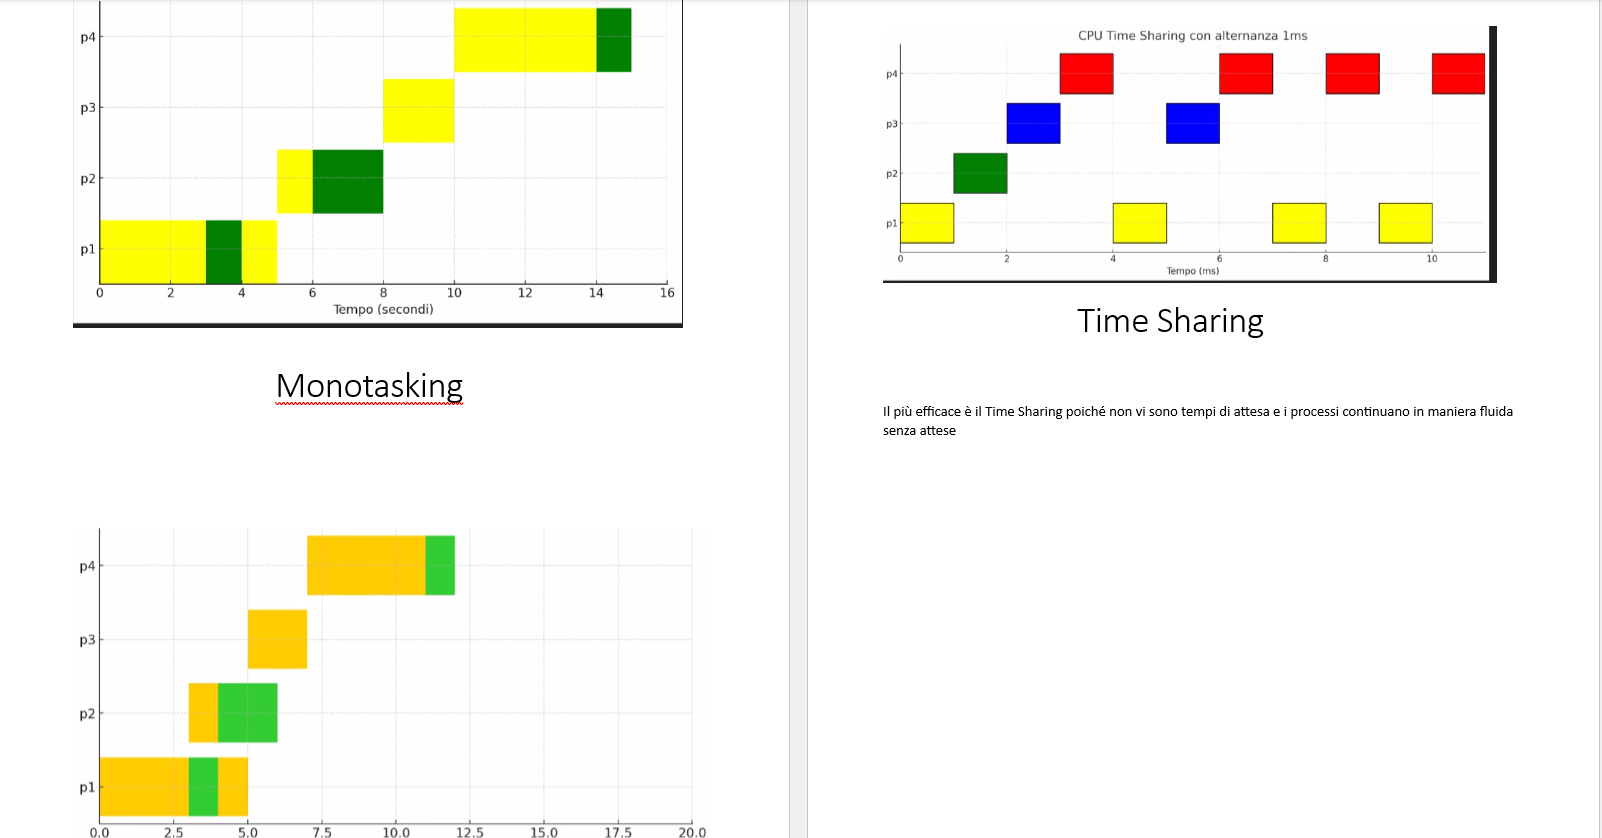 p4
p3
p2
p1
0 2 4 6 8 10 12 14 16
Tempo (secondi)
Monotasking
p4
p3
p2
p1
0.0 2.5 5.0 7.5 10.0 12.5 15.0 17.5 20.0
CPU Time Sharing con alternanza 1ms
p4
p3
p2
p1
0 2 4 6 8 10
Tempo (ms)
Time Sharing
Il più efficace è il Time Sharing poiché non vi sono tempi di attesa e i processi continuano in maniera fluida
senza attese